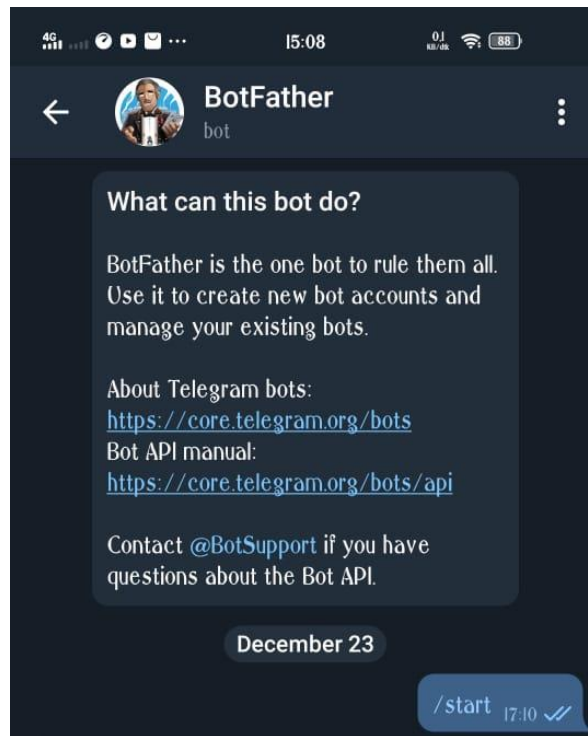 4G
15:08
0,1
KB/dtk
88
BotFather
bot
What can this bot do?
BotFather is the one bot to rule them all.
Use it to create new bot accounts and
manage your existing bots.
About Telegram bots:
https://core.telegram.org/bots
Bot API manual:
https://core.telegram.org/bots/api
Contact @BotSupport if you have
questions about the Bot API.
December 23
/start 17:10